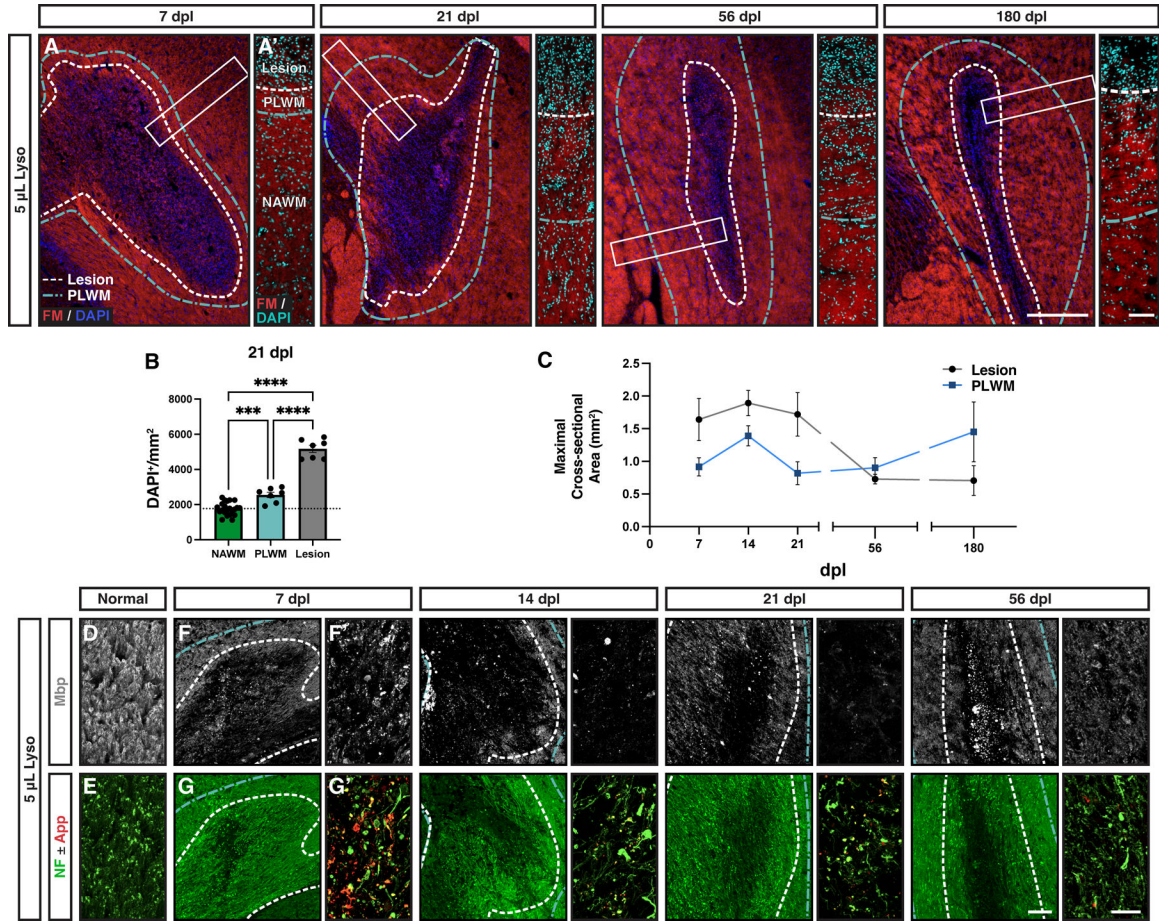 7 dpl
21 dpl
56 dpl
180 dpl
5 µL Lyso
A
A'
Lesion
PLWM
NAWM
Lesion
PLWM
FM / DAPI
FM /
DAPI
B
21 dpl
****
***
****
DAPI⁺/mm²
8000
6000
4000
2000
0
NAWM
PLWM
Lesion
C
Lesion
PLWM
Maximal
Cross-sectional
Area (mm²)
2.5
2.0
1.5
1.0
0.5
0.0
0
7
14
21
56
180
dpl
Normal
7 dpl
14 dpl
21 dpl
56 dpl
5 µL Lyso
Mbp
D
F
F'
NF ± App
E
G
G'